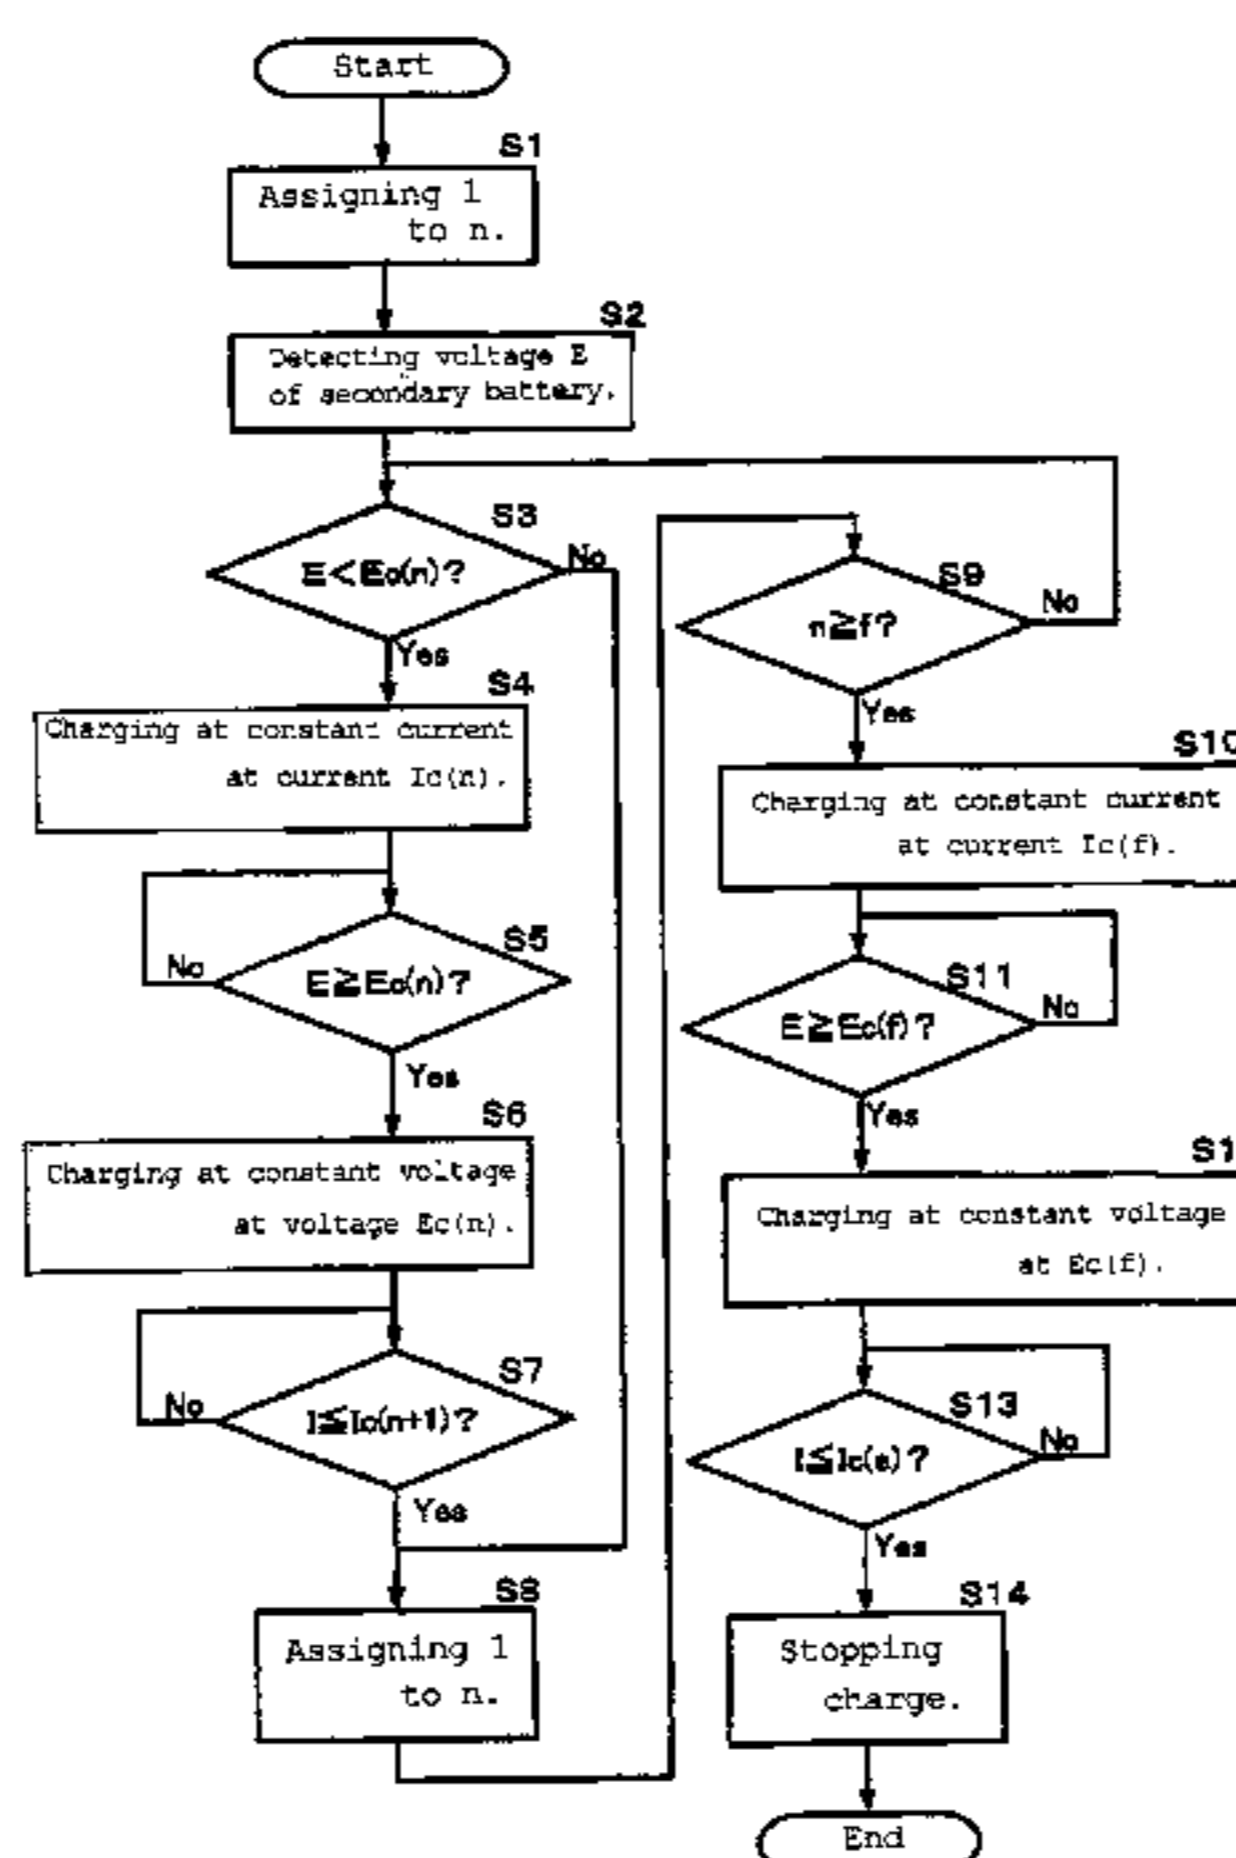 Start
S1
Assigning 1
to n.
S2
Detecting voltage E
of secondary battery.
S3
E<Ec(n)?
No
Yes
S4
Charging at constant current
at current Ic(n).
S5
E≧Ec(n)?
No
Yes
S6
Charging at constant voltage
at voltage Ec(n).
S7
I≦Ic(n+1)?
No
Yes
S8
Assigning 1
to n.
S9
n≧f?
No
Yes
S10
Charging at constant current
at current Ic(f).
S11
E≧Ec(f)?
No
Yes
S1
Charging at constant voltage
at Ec(f).
S13
I≦Ic(e)?
No
Yes
S14
Stopping
charge.
End